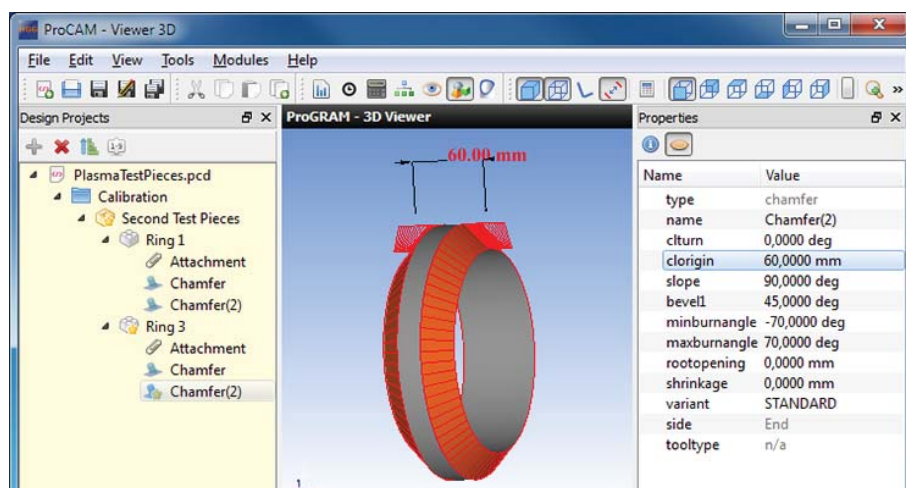 ProCAM - Viewer 3D
File Edit View Tools Modules Help
Design Projects
ProGRAM - 3D Viewer
Properties
PlasmaTestPieces.pcd
Calibration
Second Test Pieces
Ring 1
Attachment
Chamfer
Chamfer(2)
Ring 3
Attachment
Chamfer
Chamfer(2)
60.00 mm
1
Name Value
type chamfer
name Chamfer(2)
clturn 0,0000 deg
clorigin 60,0000 mm
slope 90,0000 deg
bevel1 45,0000 deg
minburnangle -70,0000 deg
maxburnangle 70,0000 deg
rootopening 0,0000 mm
shrinkage 0,0000 mm
variant STANDARD
side End
tooltype n/a